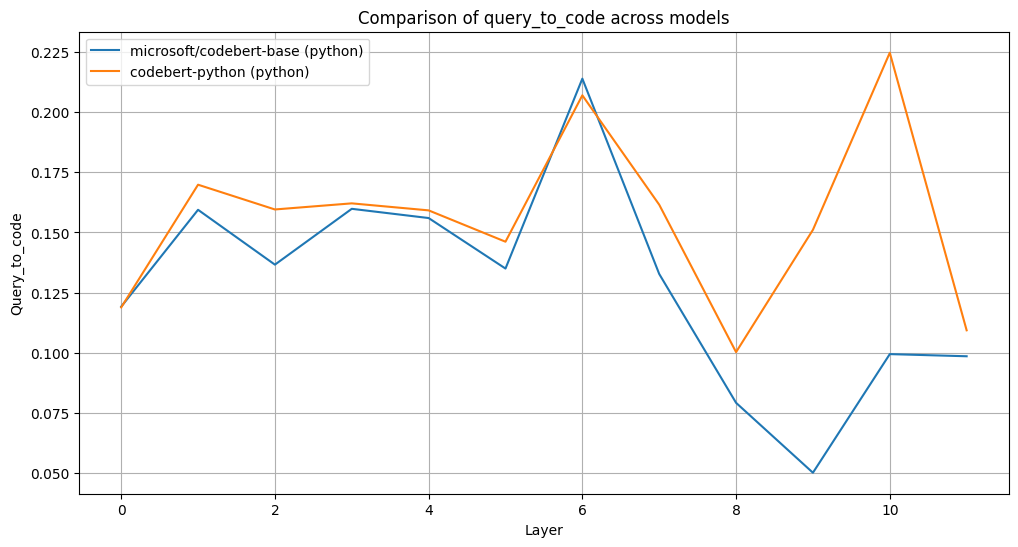 Comparison of query_to_code across models
microsoft/codebert-base (python)
codebert-python (python)
0.225
0.200
0.175
0.150
0.125
0.100
0.075
0.050
Query_to_code
0 2 4 6 8 10
Layer